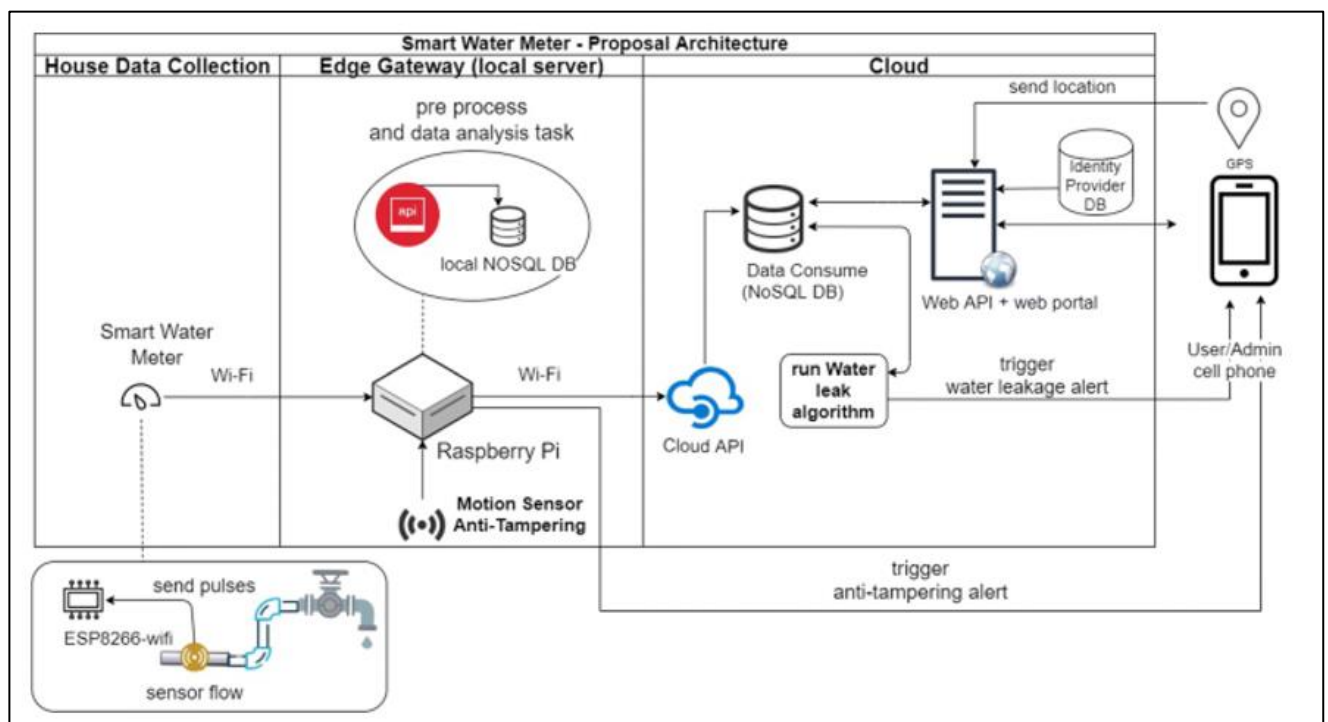 Smart Water Meter - Proposal Architecture
House Data Collection
Edge Gateway (local server)
Cloud
pre process
and data analysis task
api
local NOSQL DB
Smart Water
Meter
Wi-Fi
Raspberry Pi
Motion Sensor
Anti-Tampering
Wi-Fi
Cloud API
Data Consume
(NoSQL DB)
run Water
leak
algorithm
send location
Identity
Provider
DB
Web API + web portal
GPS
User/Admin
cell phone
trigger
water leakage alert
trigger
anti-tampering alert
send pulses
ESP8266-wifi
sensor flow